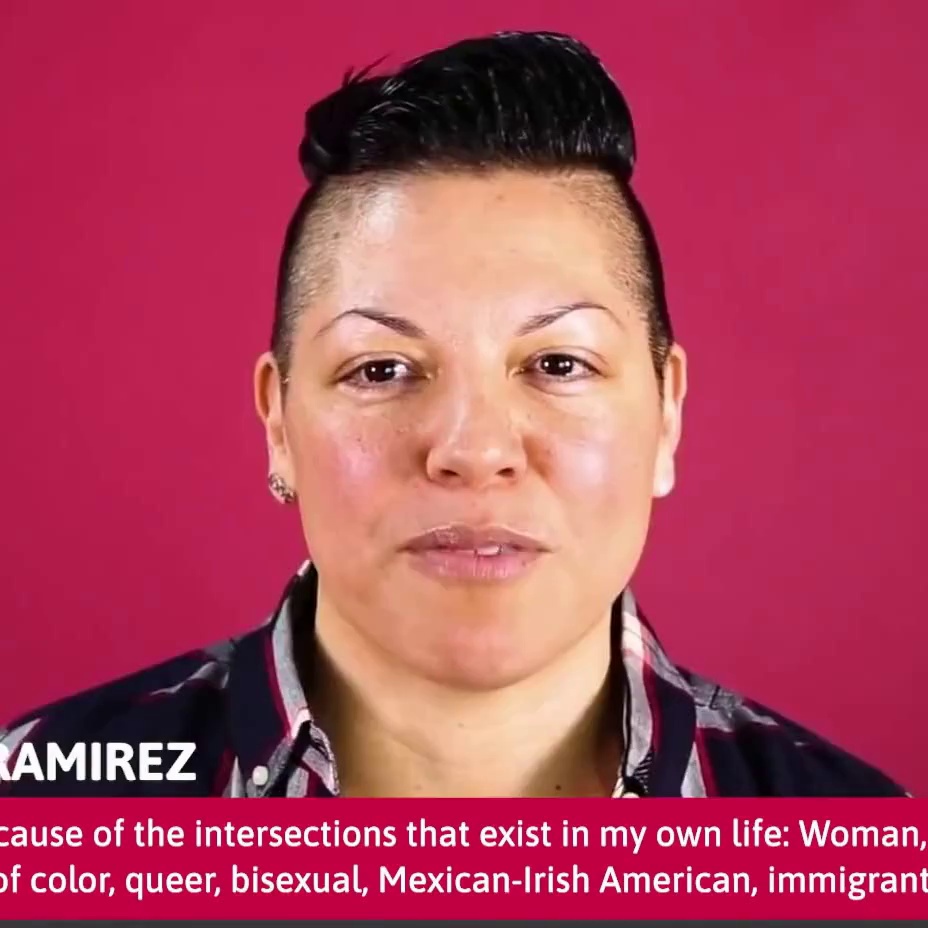 RAMIREZ
cause of the intersections that exist in my own life: Woman,
of color, queer, bisexual, Mexican-Irish American, immigrant